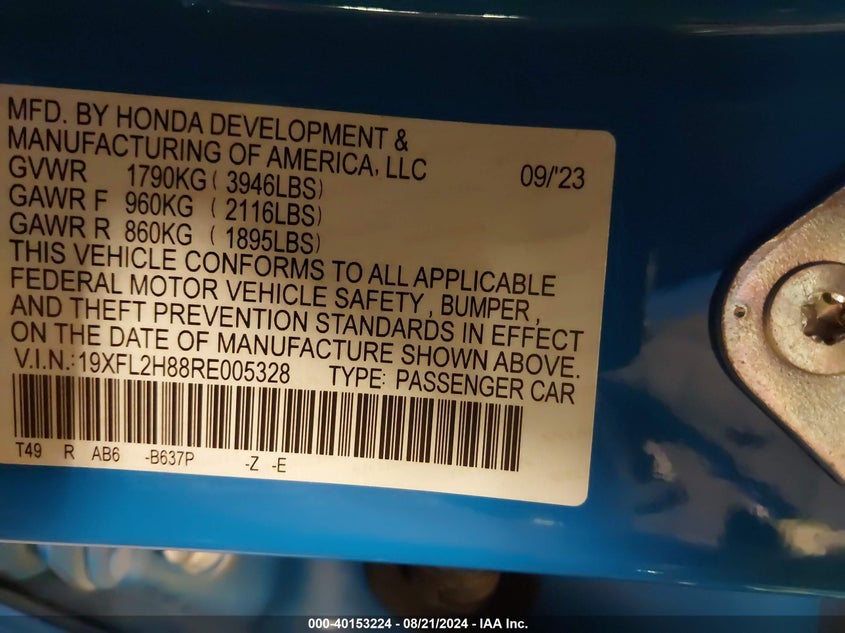 MFD. BY HONDA DEVELOPMENT &
MANUFACTURING OF AMERICA, LLC
GVWR 1790KG ( 3946LBS) 09/'23
GAWR F 960KG ( 2116LBS)
GAWR R 860KG ( 1895LBS)
THIS VEHICLE CONFORMS TO ALL APPLICABLE
FEDERAL MOTOR VEHICLE SAFETY , BUMPER ,
AND THEFT PREVENTION STANDARDS IN EFFECT
ON THE DATE OF MANUFACTURE SHOWN ABOVE.
V.I.N.:19XFL2H88RE005328 TYPE: PASSENGER CAR
T49 R AB6 -B637P -Z -E
000-40153224 - 08/21/2024 - IAA Inc.